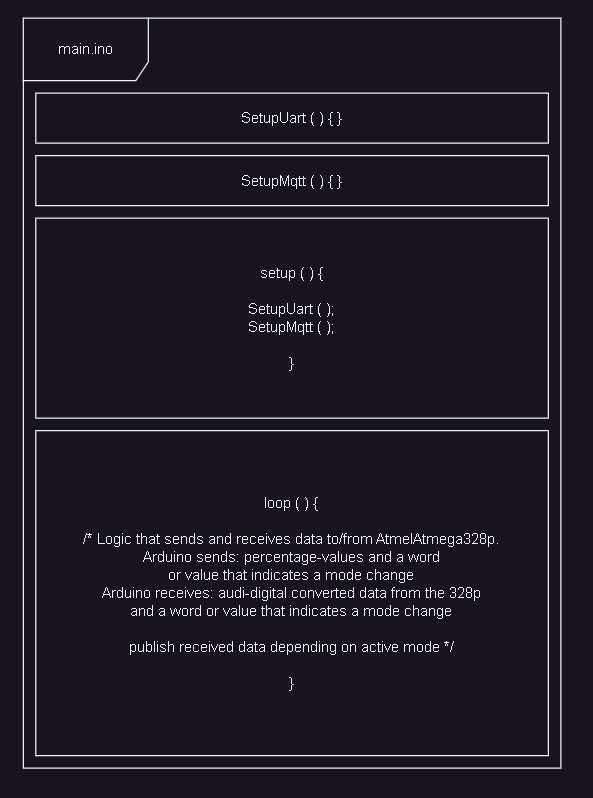 main.ino
SetupUart ( ) { }
SetupMqtt ( ) { }
setup ( ) {
SetupUart ( );
SetupMqtt ( );
}
loop ( ) {
/* Logic that sends and receives data to/from AtmelAtmega328p.
Arduino sends: percentage-values and a word
or value that indicates a mode change
Arduino receives: audi-digital converted data from the 328p
and a word or value that indicates a mode change
publish received data depending on active mode */
}